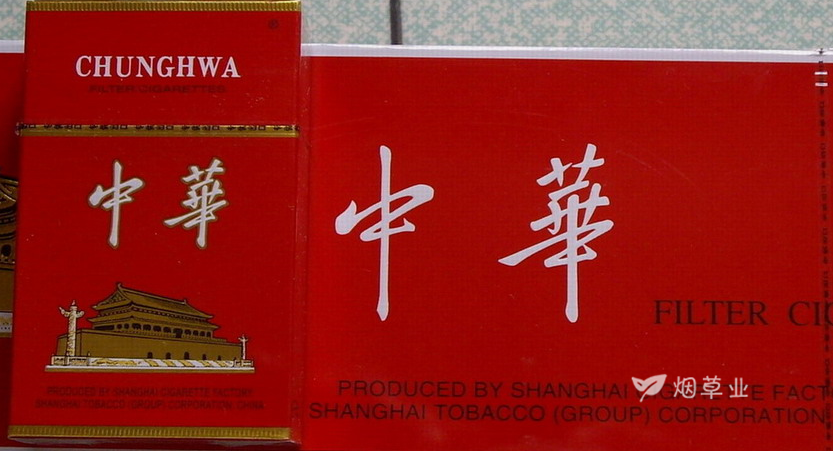 CHUNGHWA
FILTER CIGARETTES
中華
PRODUCED BY SHANGHAI CIGARETTE FACTORY
SHANGHAI TOBACCO (GROUP) CORPORATION, CHINA
中華
FILTER CI
PRODUCED BY SHANGHAI CIGARETTE FACT
SHANGHAI TOBACCO (GROUP) CORPORATION
烟草业